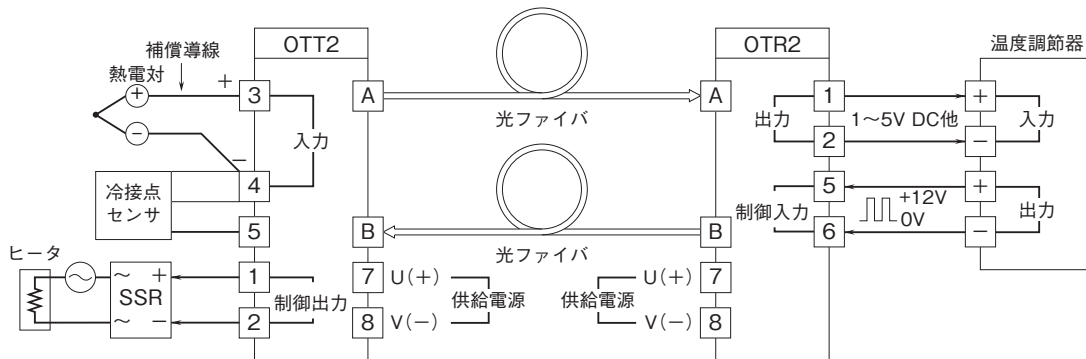 OTT2
OTR2
温度調節器
補償導線
熱電対
+
+
−
−
3
入力
4
冷接点
センサ
5
A
光ファイバ
A
出力
1
2
1～5V DC他
+
−
入力
B
光ファイバ
B
制御入力
5
6
+12V
0V
+
−
出力
ヒータ
SSR
～ +
～ −
1
2
制御出力
7 U(+)
8 V(−)
供給電源
供給電源
U(+) 7
V(−) 8